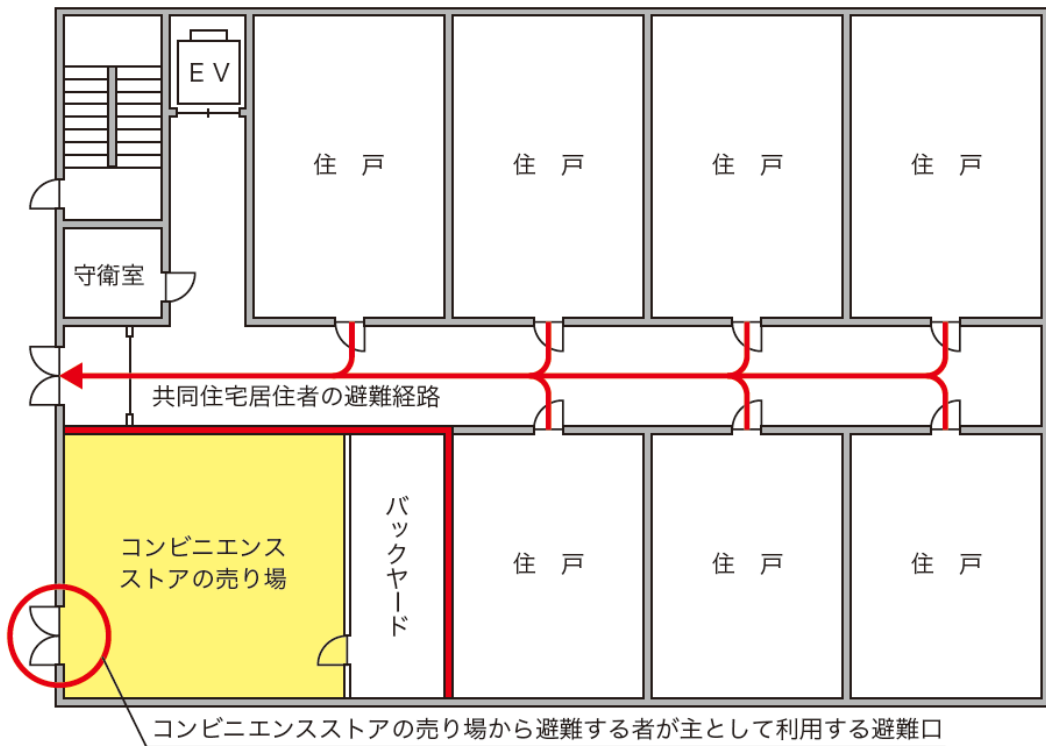 EV
住戸
住戸
住戸
住戸
守衛室
共同住宅居住者の避難経路
コンビニエンス
ストアの売り場
バックヤード
住戸
住戸
住戸
コンビニエンスストアの売り場から避難する者が主として利用する避難口